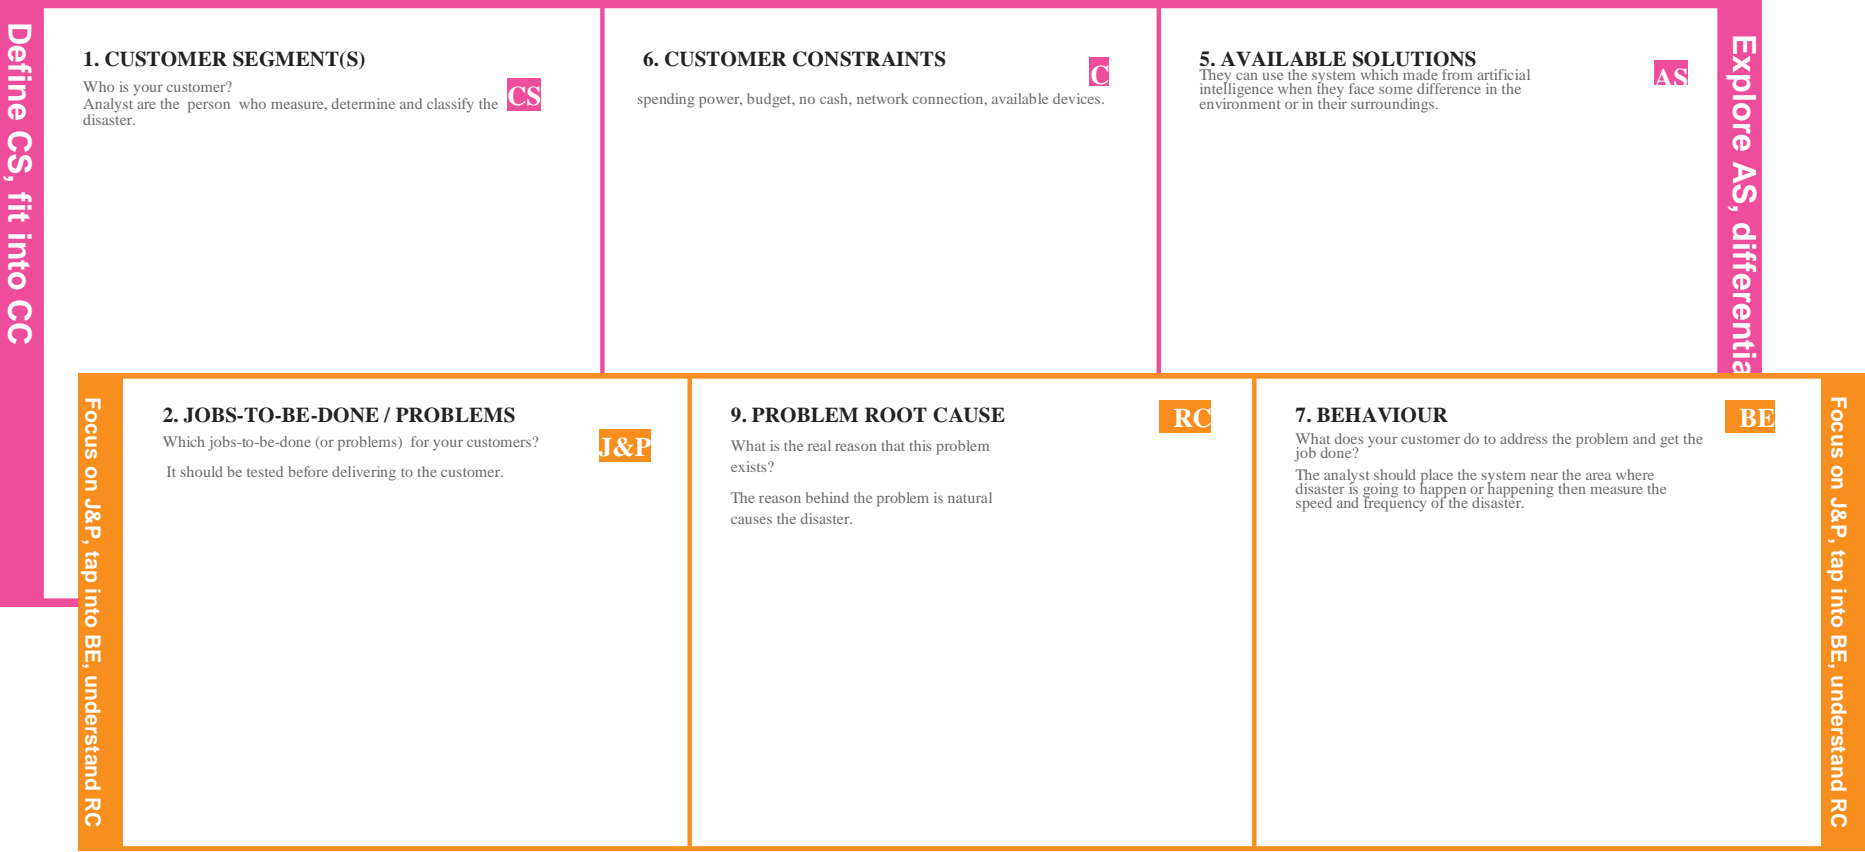 Define CS, fit into CC
1. CUSTOMER SEGMENT(S)
Who is your customer?
Analyst are the person who measure, determine and classify the
disaster.
CS
6. CUSTOMER CONSTRAINTS
C
spending power, budget, no cash, network connection, available devices.
5. AVAILABLE SOLUTIONS
They can use the system which made from artificial
intelligence when they face some difference in the
environment or in their surroundings.
AS
Explore AS, differentia
Focus on J&P, tap into BE, understand RC
2. JOBS-TO-BE-DONE / PROBLEMS
Which jobs-to-be-done (or problems) for your customers?
It should be tested before delivering to the customer.
J&P
9. PROBLEM ROOT CAUSE
What is the real reason that this problem
exists?
The reason behind the problem is natural
causes the disaster.
RC
7. BEHAVIOUR
What does your customer do to address the problem and get the
job done?
The analyst should place the system near the area where
disaster is going to happen or happening then measure the
speed and frequency of the disaster.
BE
Focus on J&P, tap into BE, understand RC